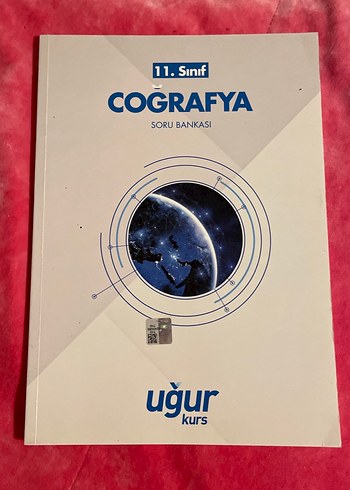 11. Sınıf
COĞRAFYA
SORU BANKASI
uğur
kurs